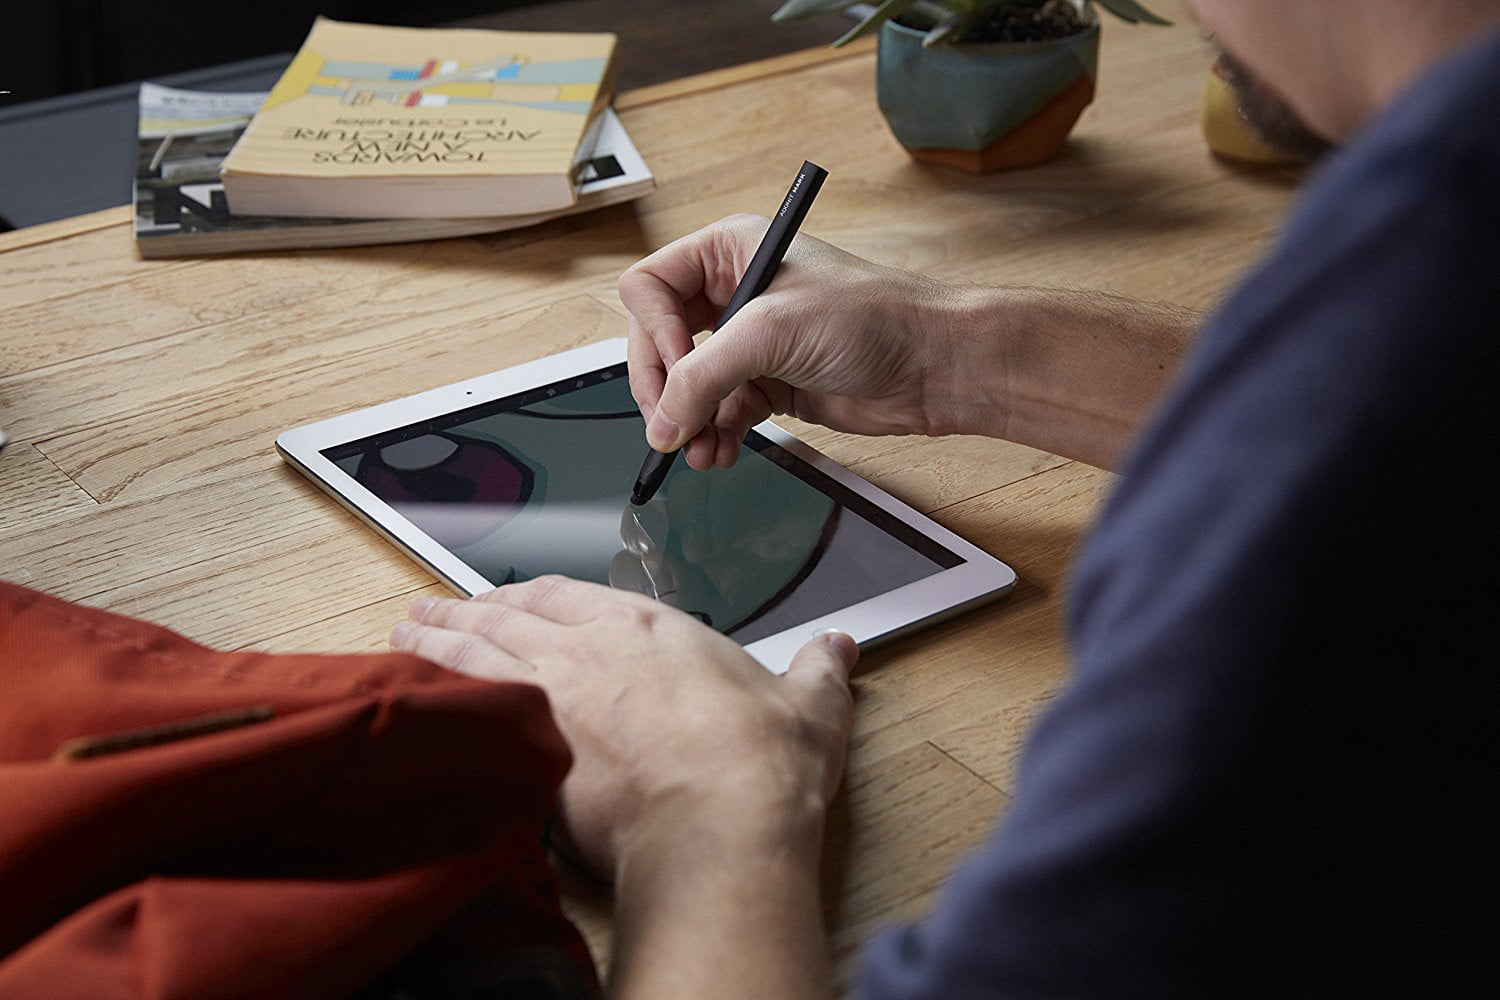 TOWARDS
A NEW
ARCHITECTURE
Le Corbusier
ADONIT MARK